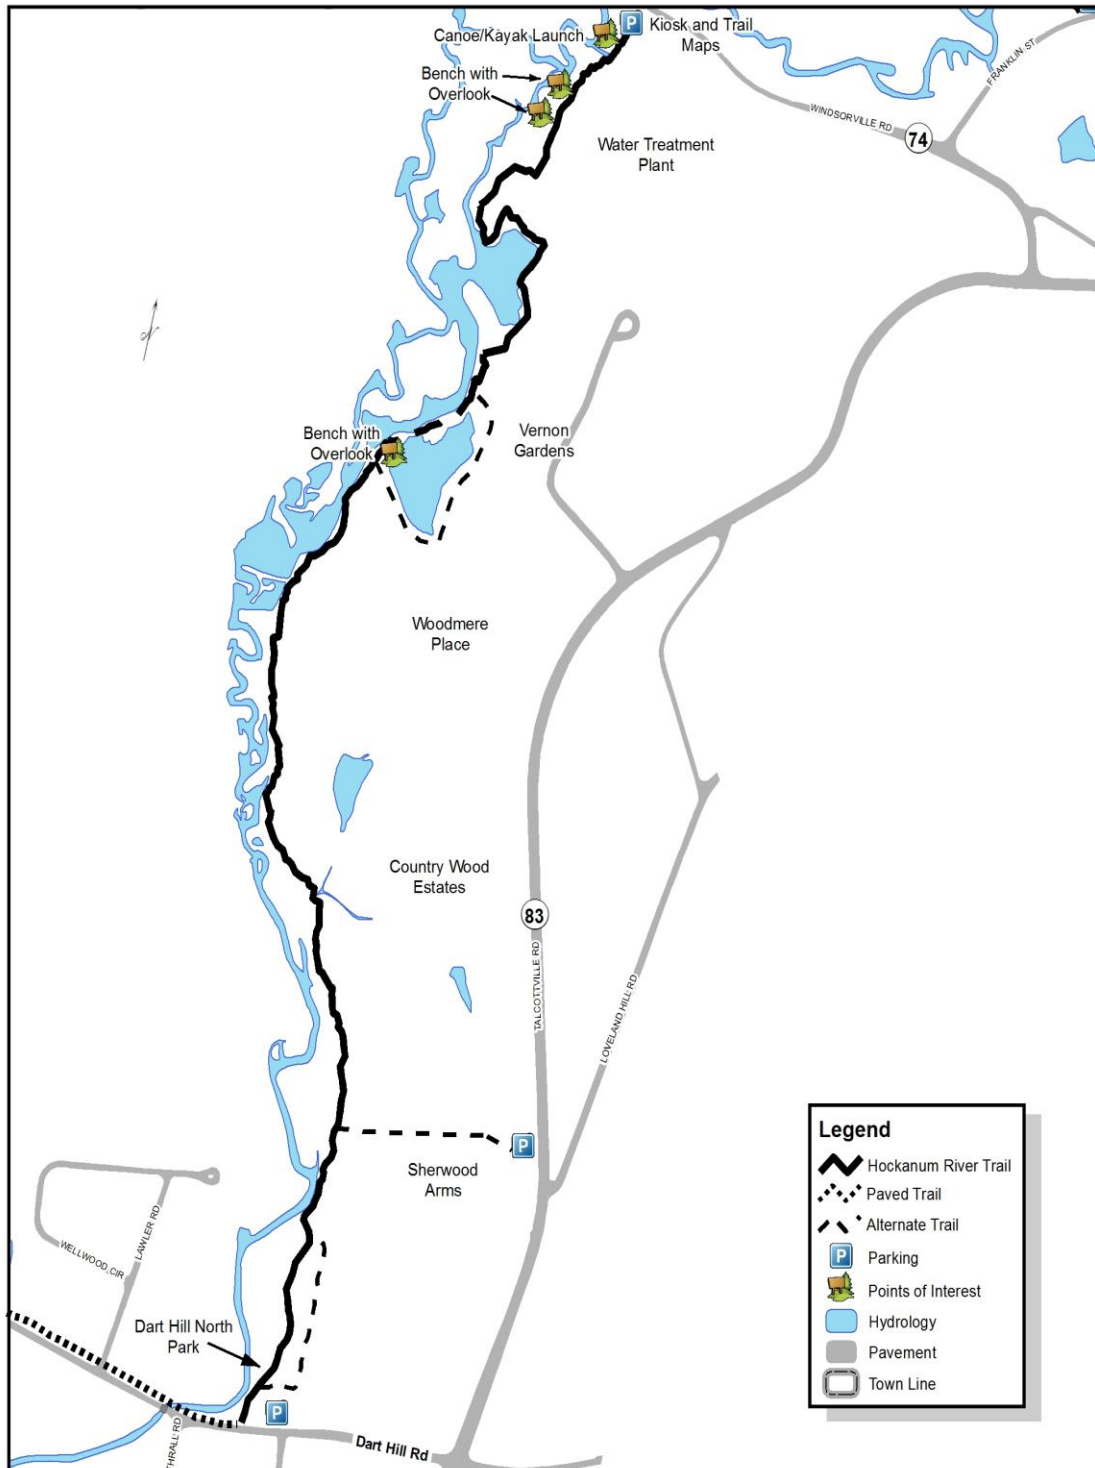 P
Kiosk and Trail
Maps
Canoe/Kayak Launch
Bench with
Overlook
WINDSORVILLE RD
74
FRANKLIN ST
Water Treatment
Plant
N
Bench with
Overlook
Vernon
Gardens
Woodmere
Place
Country Wood
Estates
83
TALCOTTVILLE RD
LOVELAND HILL RD
P
Sherwood
Arms
LAWLER RD
WELLWOOD CIR
Dart Hill North
Park
P
THRALL RD
Dart Hill Rd
Legend
Hockanum River Trail
Paved Trail
Alternate Trail
P
Parking
Points of Interest
Hydrology
Pavement
Town Line